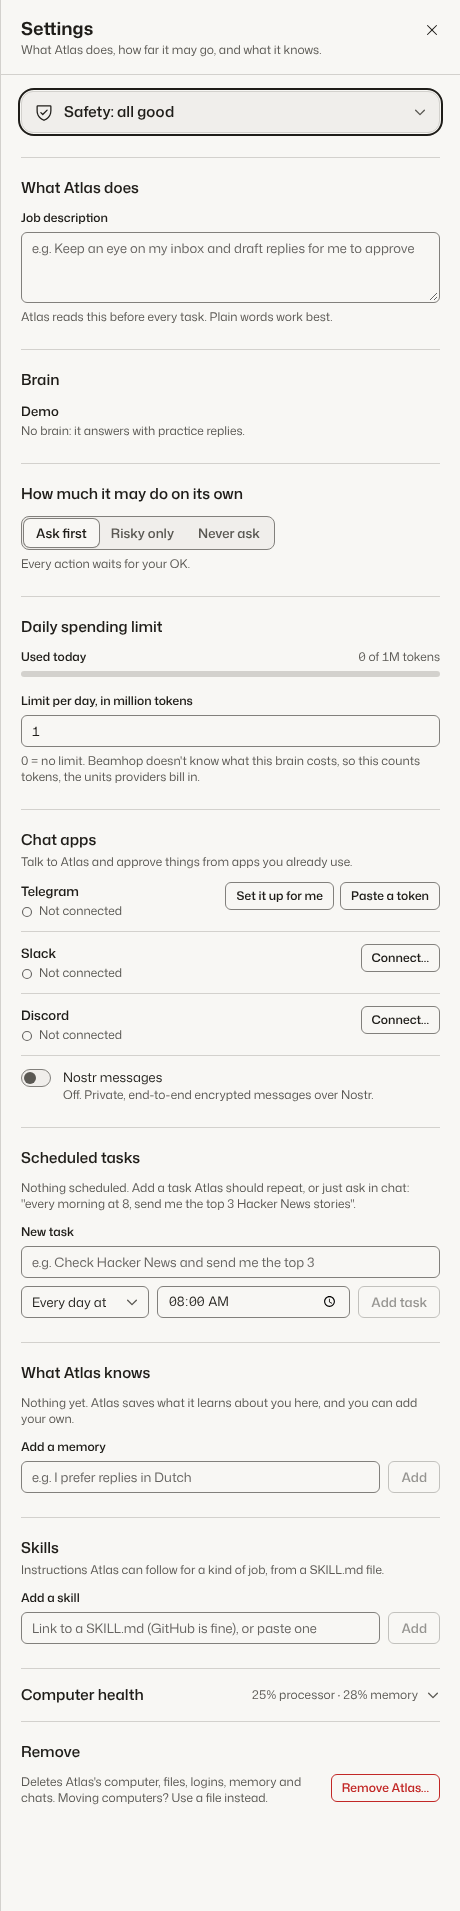 Settings
What Atlas does, how far it may go, and what it knows.
Safety: all good
What Atlas does
Job description
e.g. Keep an eye on my inbox and draft replies for me to approve
Atlas reads this before every task. Plain words work best.
Brain
Demo
No brain: it answers with practice replies.
How much it may do on its own
Ask first Risky only Never ask
Every action waits for your OK.
Daily spending limit
Used today 0 of 1M tokens
Limit per day, in million tokens
1
0 = no limit. Beamhop doesn't know what this brain costs, so this counts
tokens, the units providers bill in.
Chat apps
Talk to Atlas and approve things from apps you already use.
Telegram Set it up for me Paste a token
Not connected
Slack Connect...
Not connected
Discord Connect...
Not connected
Nostr messages
Off. Private, end-to-end encrypted messages over Nostr.
Scheduled tasks
Nothing scheduled. Add a task Atlas should repeat, or just ask in chat:
"every morning at 8, send me the top 3 Hacker News stories".
New task
e.g. Check Hacker News and send me the top 3
Every day at 08:00 AM Add task
What Atlas knows
Nothing yet. Atlas saves what it learns about you here, and you can add
your own.
Add a memory
e.g. I prefer replies in Dutch Add
Skills
Instructions Atlas can follow for a kind of job, from a SKILL.md file.
Add a skill
Link to a SKILL.md (GitHub is fine), or paste one Add
Computer health 25% processor · 28% memory
Remove
Deletes Atlas's computer, files, logins, memory and
chats. Moving computers? Use a file instead.
Remove Atlas...